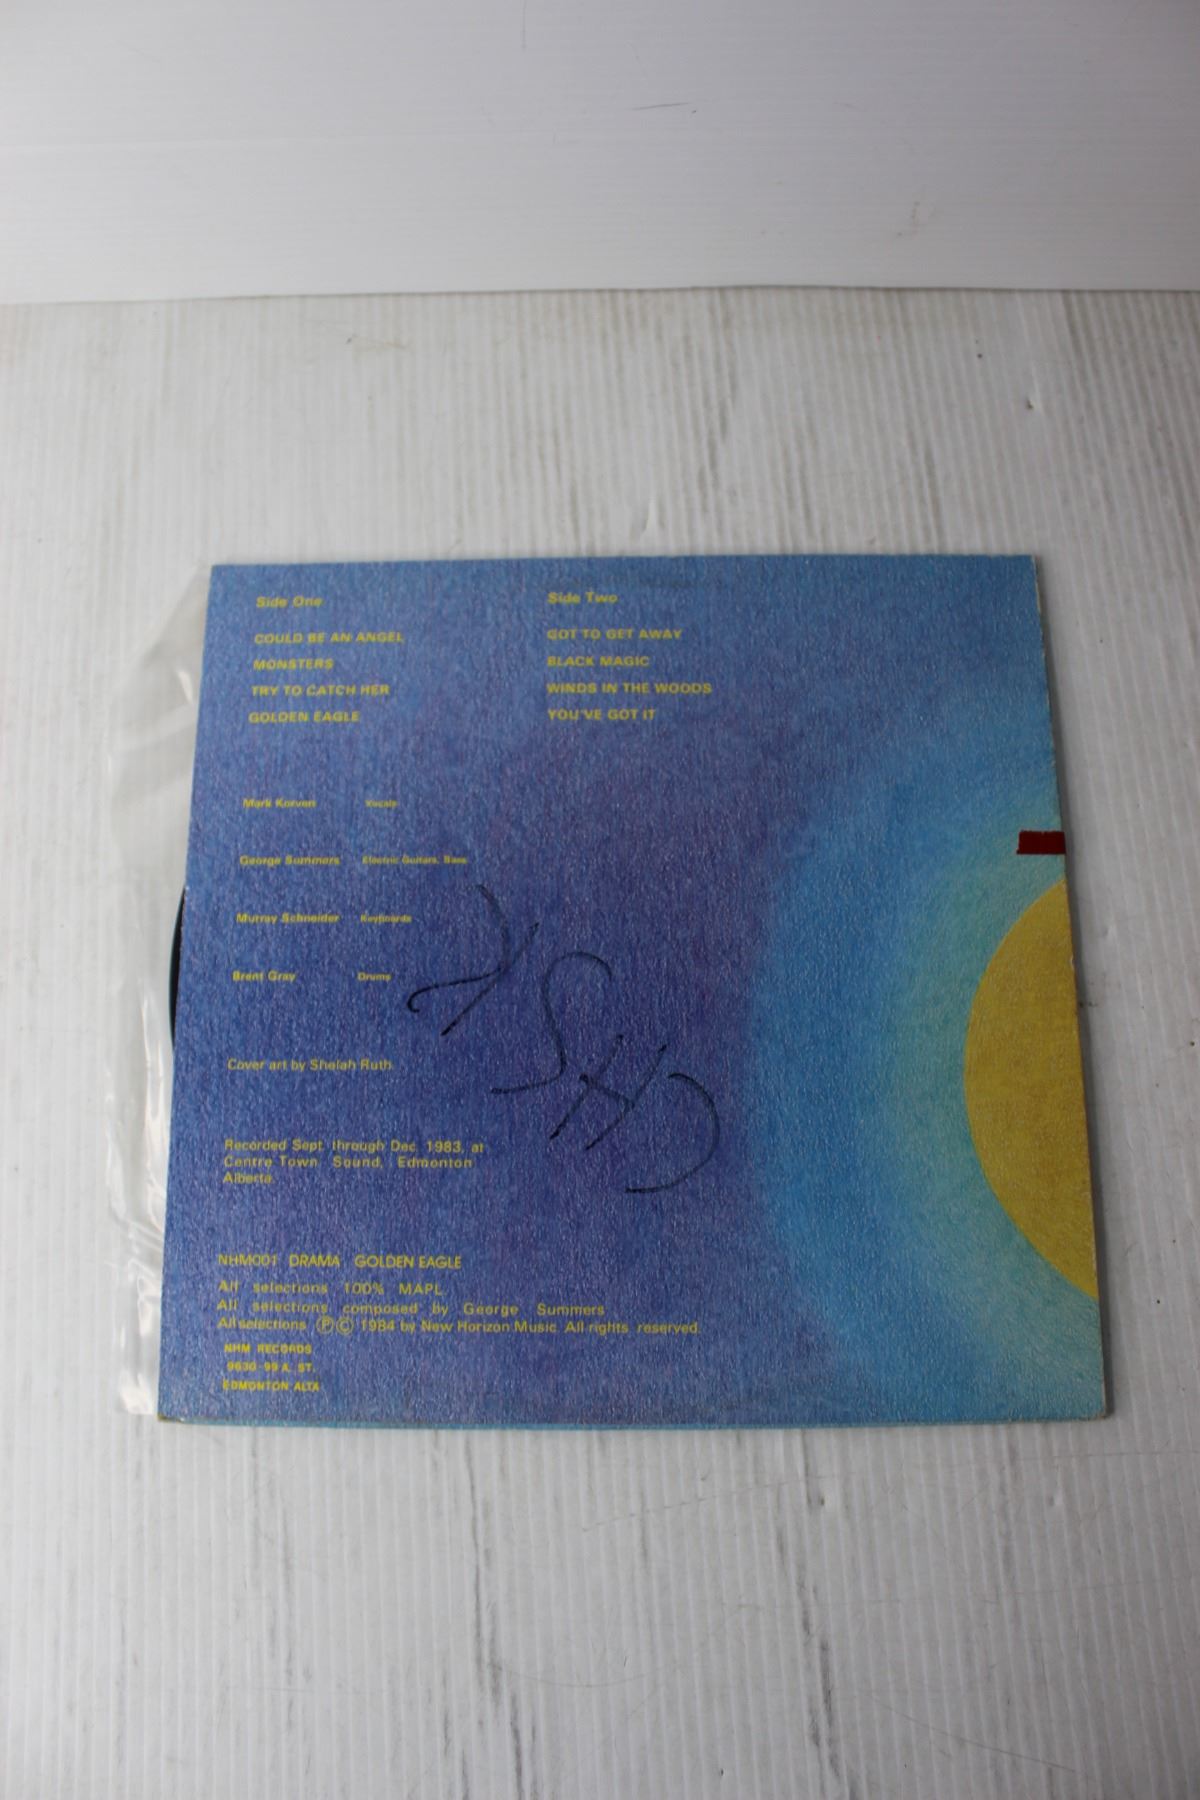 Side One
COULD BE AN ANGEL
MONSTERS
TRY TO CATCH HER
GOLDEN EAGLE
Side Two
GOT TO GET AWAY
BLACK MAGIC
WINDS IN THE WOODS
YOU'VE GOT IT
Mark Korven Vocals
George Summers Electric Guitars, Bass
Murray Schneider Keyboards
Brent Gray Drums
Cover art by Shelah Ruth.
Recorded Sept. through Dec. 1983, at
Centre Town Sound, Edmonton
Alberta.
NHM001 DRAMA GOLDEN EAGLE
All selections 100% MAPL.
All selections composed by George Summers
All selections Ⓟ© 1984 by New Horizon Music. All rights reserved.
NHM RECORDS
9630-99 A. ST.
EDMONTON ALTA